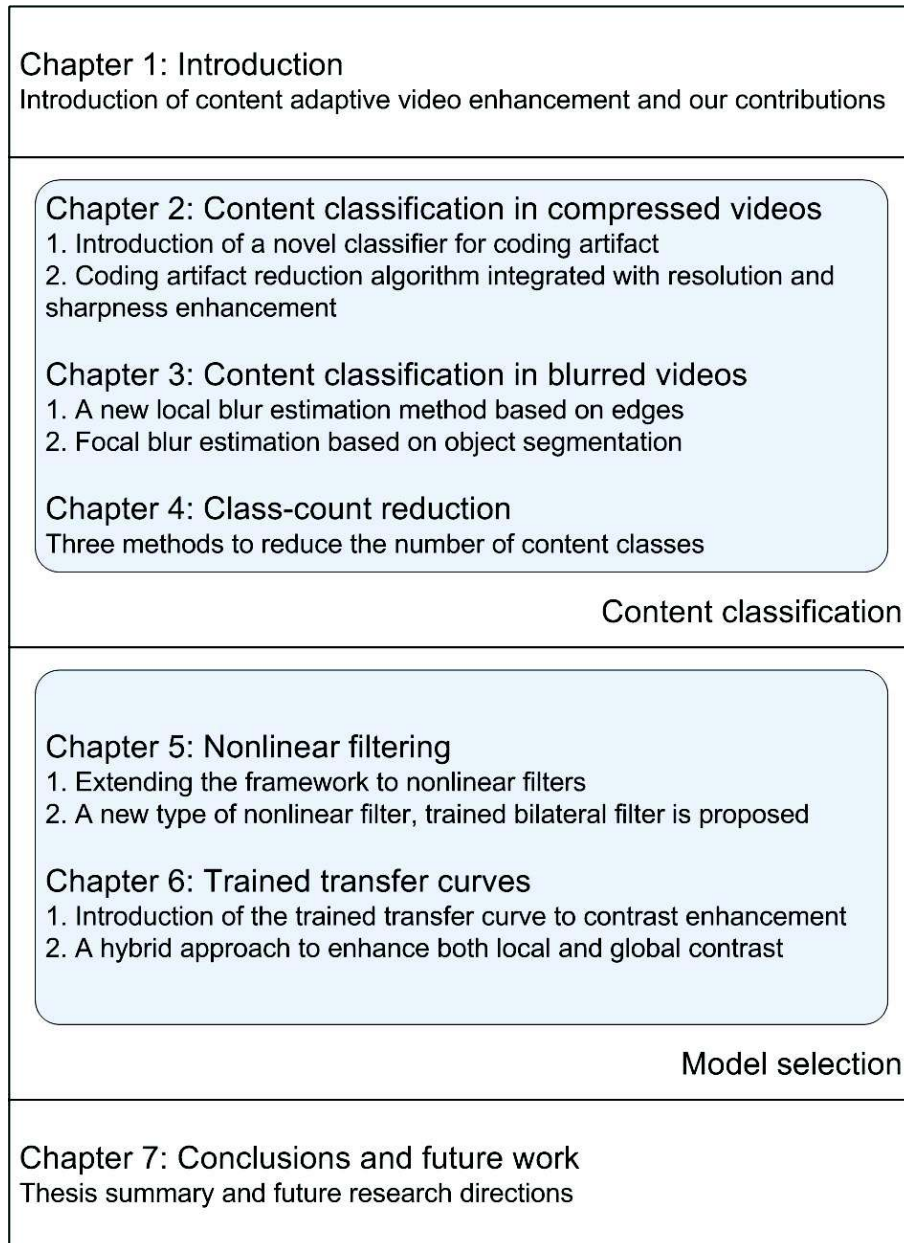 Chapter 1: Introduction
Introduction of content adaptive video enhancement and our contributions
Chapter 2: Content classification in compressed videos
1. Introduction of a novel classifier for coding artifact
2. Coding artifact reduction algorithm integrated with resolution and
sharpness enhancement
Chapter 3: Content classification in blurred videos
1. A new local blur estimation method based on edges
2. Focal blur estimation based on object segmentation
Chapter 4: Class-count reduction
Three methods to reduce the number of content classes
Content classification
Chapter 5: Nonlinear filtering
1. Extending the framework to nonlinear filters
2. A new type of nonlinear filter, trained bilateral filter is proposed
Chapter 6: Trained transfer curves
1. Introduction of the trained transfer curve to contrast enhancement
2. A hybrid approach to enhance both local and global contrast
Model selection
Chapter 7: Conclusions and future work
Thesis summary and future research directions